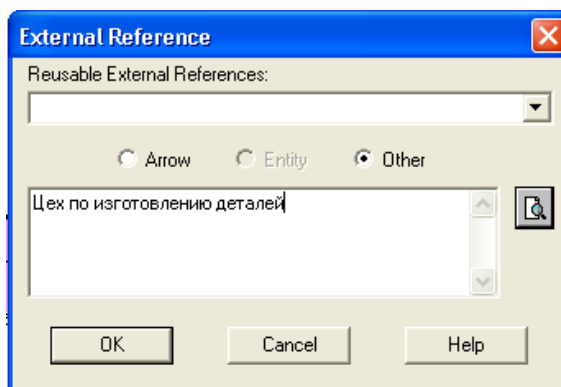 External Reference
Reusable External References:
Arrow Entity Other
Цех по изготовлению деталей
OK Cancel Help